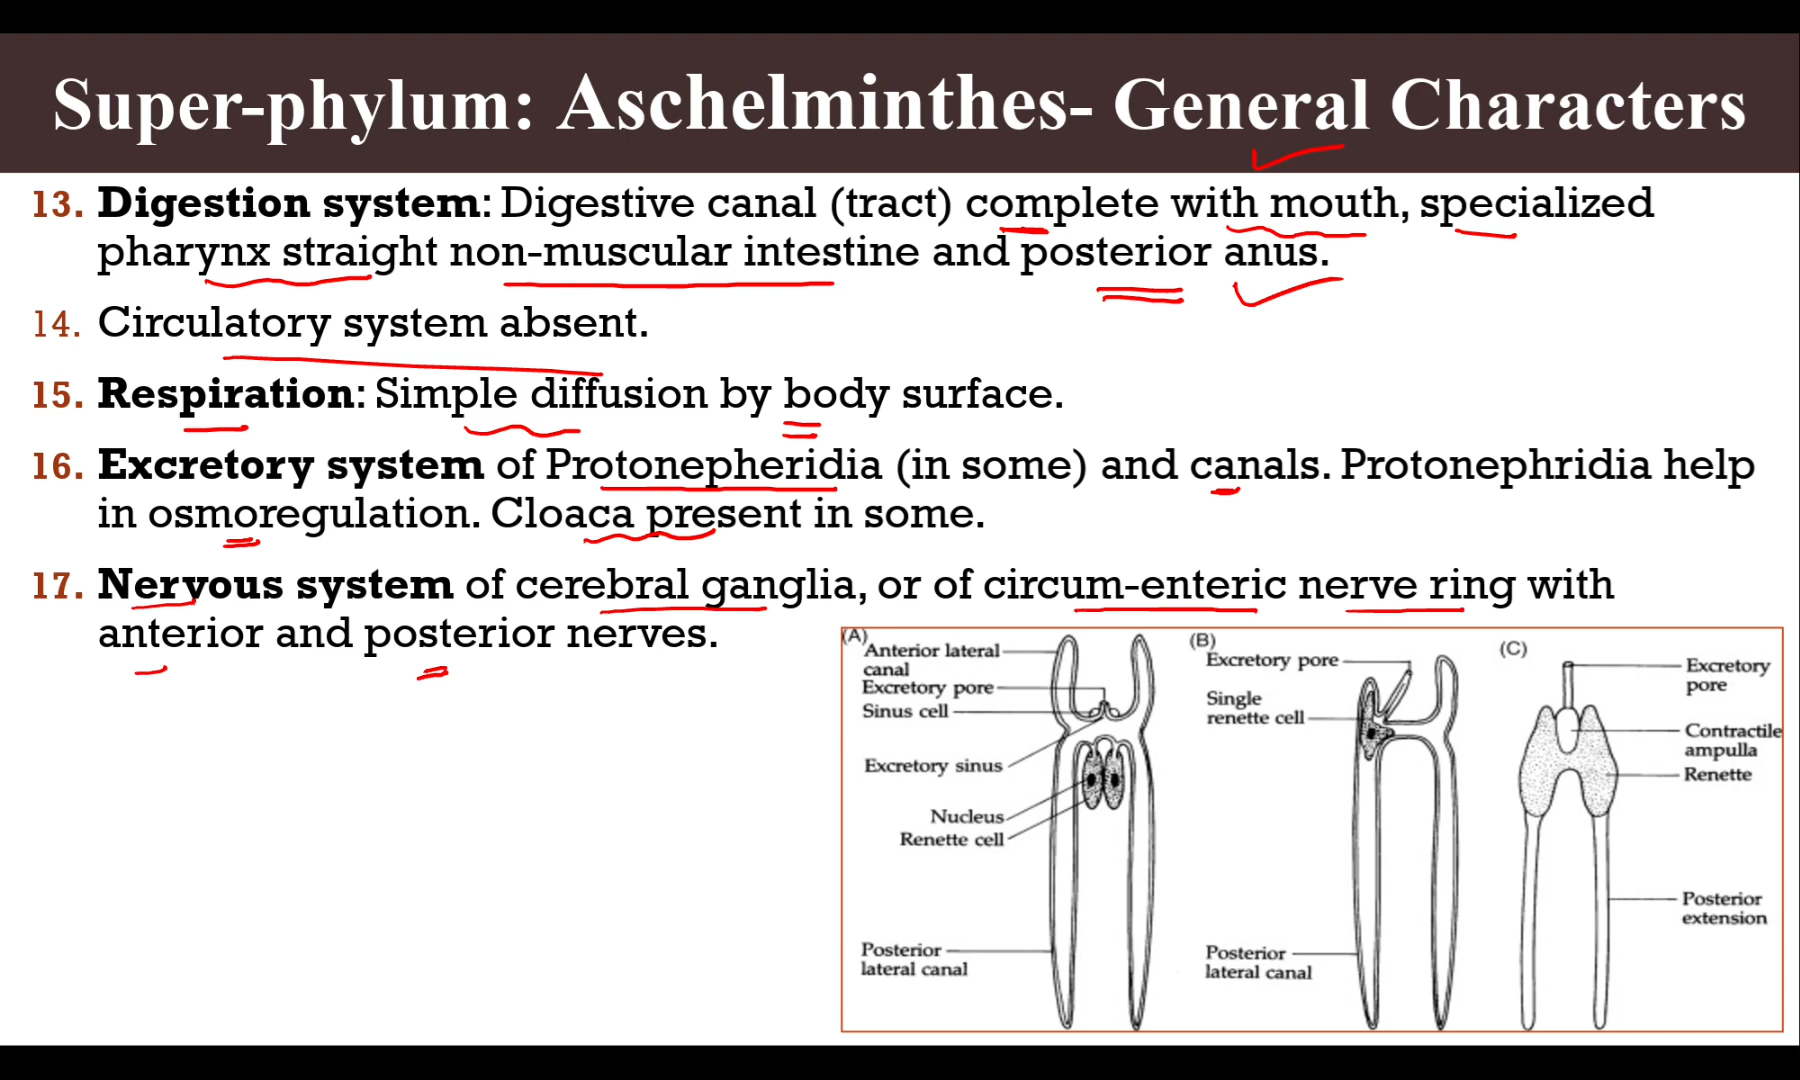 Super-phylum: Aschelminthes- General Characters
13. Digestion system: Digestive canal (tract) complete with mouth, specialized
pharynx straight non-muscular intestine and posterior anus.
14. Circulatory system absent.
15. Respiration: Simple diffusion by body surface.
16. Excretory system of Protonepheridia (in some) and canals. Protonephridia help
in osmoregulation. Cloaca present in some.
17. Nervous system of cerebral ganglia, or of circum-enteric nerve ring with
anterior and posterior nerves.
(A)
Anterior lateral
canal
Excretory pore
Sinus cell
Excretory sinus
Nucleus
Renette cell
Posterior
lateral canal
(B)
Excretory pore
Single
renette cell
Posterior
lateral canal
(C)
Excretory
pore
Contractile
ampulla
Renette
Posterior
extension